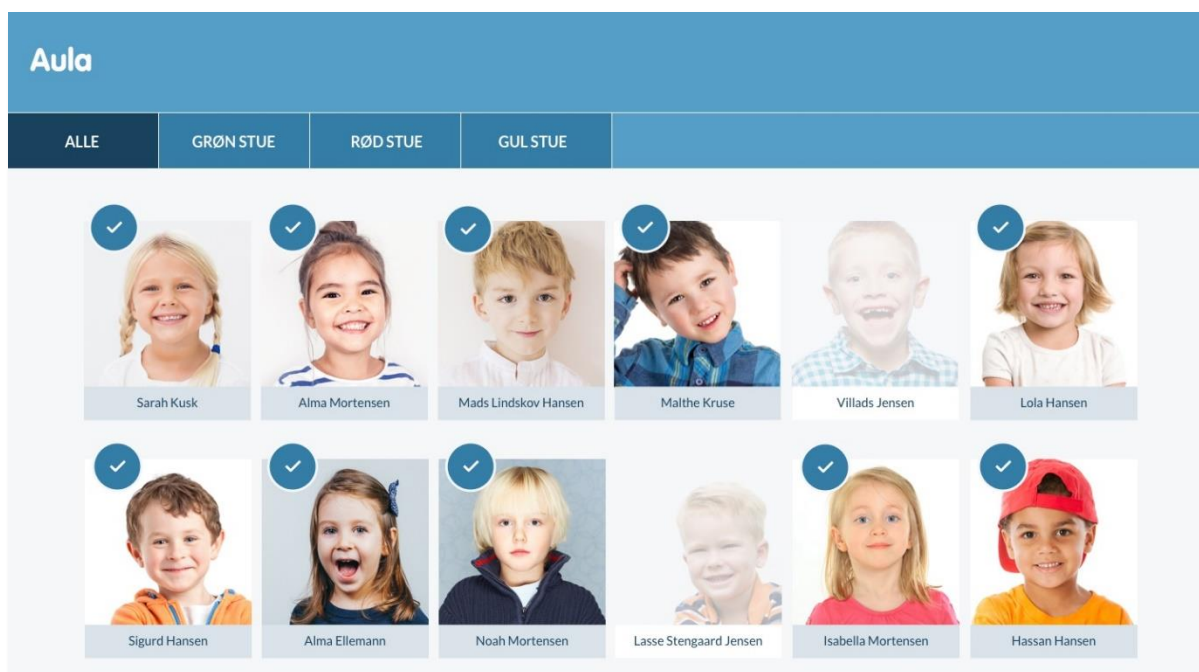 Aula
ALLE GRØN STUE RØD STUE GUL STUE
Sarah Kusk Alma Mortensen Mads Lindskov Hansen Malthe Kruse Villads Jensen Lola Hansen
Sigurd Hansen Alma Ellemann Noah Mortensen Lasse Stengaard Jensen Isabella Mortensen Hassan Hansen